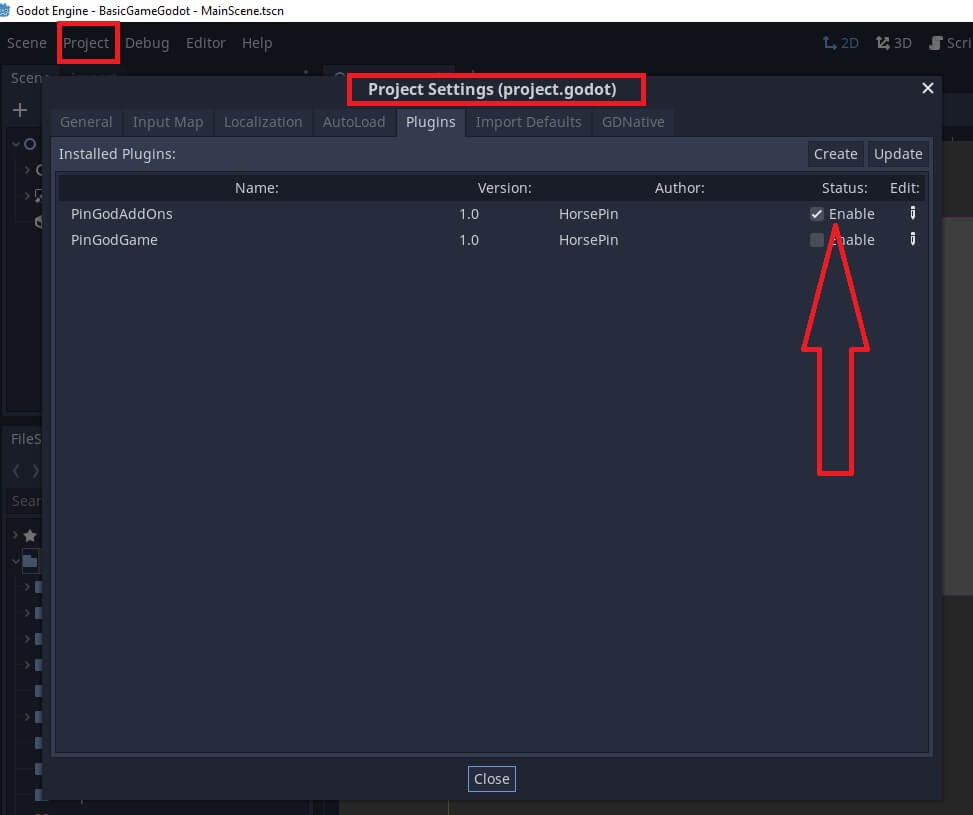 Godot Engine - BasicGameGodot - MainScene.tscn
Scene Project Debug Editor Help 2D 3D Scri
Scene
Project Settings (project.godot)
General Input Map Localization AutoLoad Plugins Import Defaults GDNative
Installed Plugins: Create Update
Name: Version: Author: Status: Edit:
PinGodAddOns 1.0 HorsePin Enable
PinGodGame 1.0 HorsePin Enable
FileS
Sear
Close